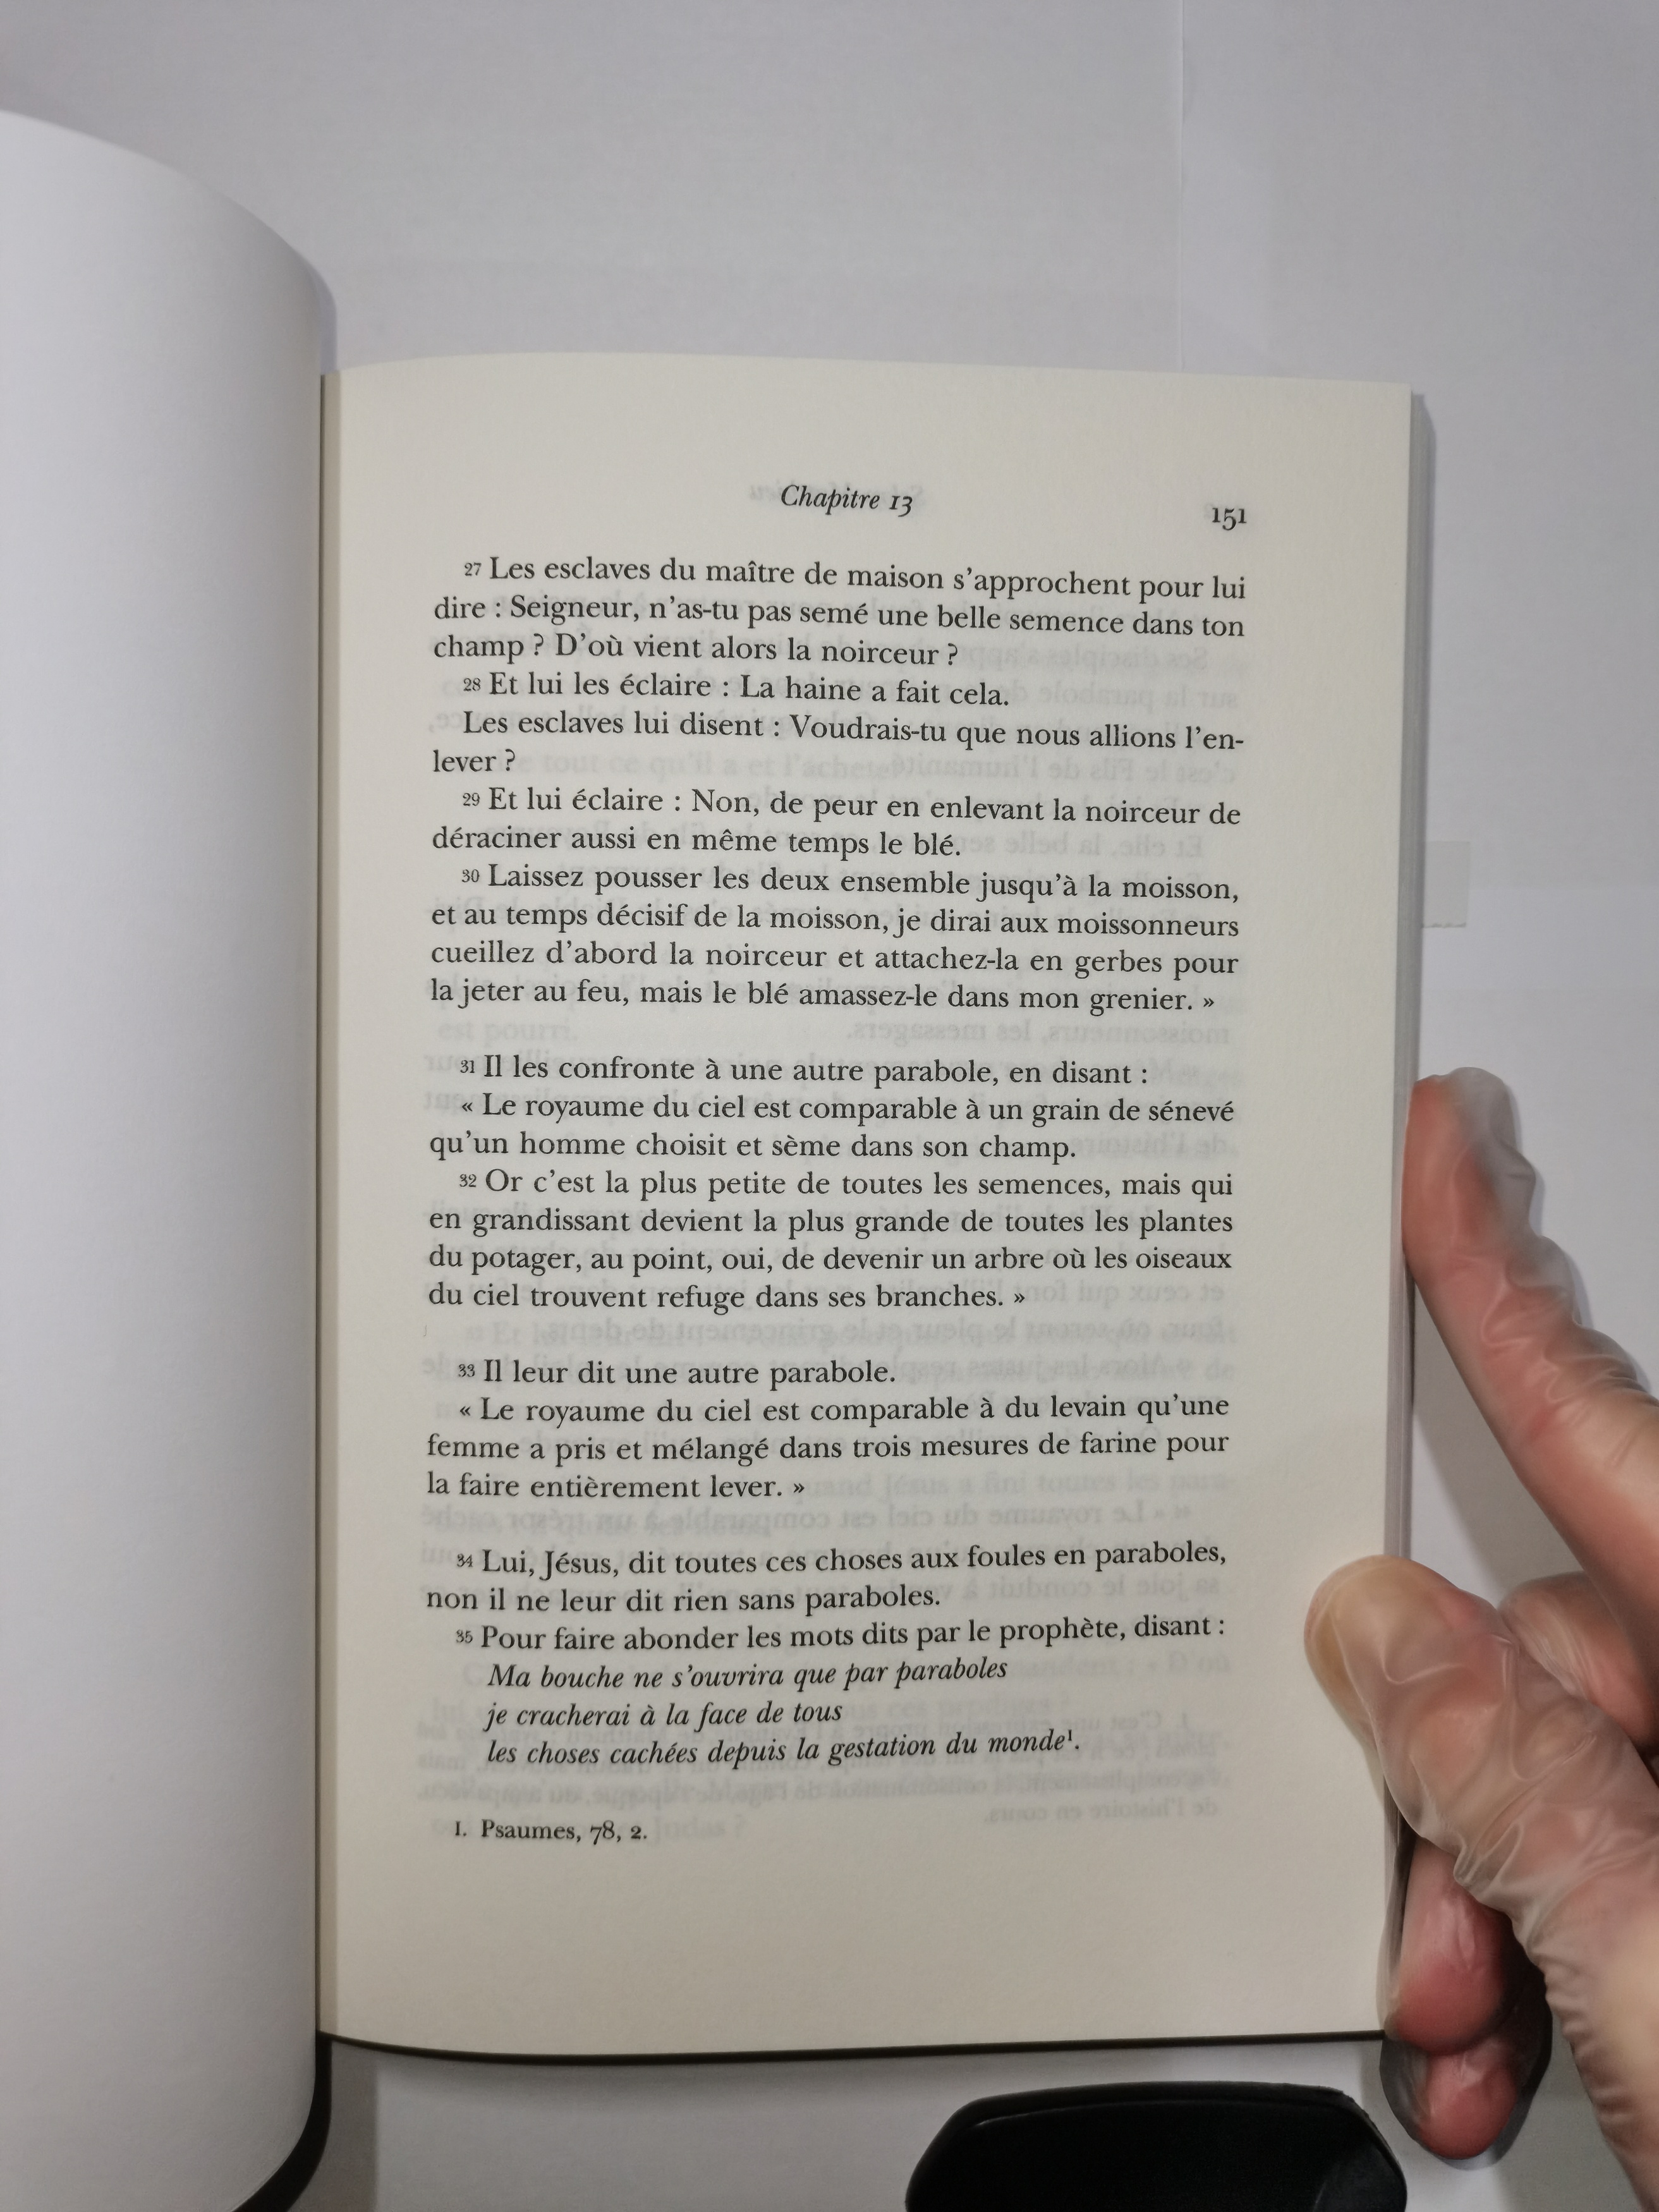 Chapitre 13
151
27 Les esclaves du maître de maison s'approchent pour lui
dire : Seigneur, n'as-tu pas semé une belle semence dans ton
champ ? D'où vient alors la noirceur ?
28 Et lui les éclaire : La haine a fait cela.
Les esclaves lui disent : Voudrais-tu que nous allions l'en-
lever ?
29 Et lui éclaire : Non, de peur en enlevant la noirceur de
déraciner aussi en même temps le blé.
30 Laissez pousser les deux ensemble jusqu'à la moisson,
et au temps décisif de la moisson, je dirai aux moissonneurs
cueillez d'abord la noirceur et attachez-la en gerbes pour
la jeter au feu, mais le blé amassez-le dans mon grenier. »
31 Il les confronte à une autre parabole, en disant :
« Le royaume du ciel est comparable à un grain de sénevé
qu'un homme choisit et sème dans son champ.
32 Or c'est la plus petite de toutes les semences, mais qui
en grandissant devient la plus grande de toutes les plantes
du potager, au point, oui, de devenir un arbre où les oiseaux
du ciel trouvent refuge dans ses branches. »
33 Il leur dit une autre parabole.
« Le royaume du ciel est comparable à du levain qu'une
femme a pris et mélangé dans trois mesures de farine pour
la faire entièrement lever. »
34 Lui, Jésus, dit toutes ces choses aux foules en paraboles,
non il ne leur dit rien sans paraboles.
35 Pour faire abonder les mots dits par le prophète, disant :
Ma bouche ne s'ouvrira que par paraboles
je cracherai à la face de tous
les choses cachées depuis la gestation du monde¹.
1. Psaumes, 78, 2.